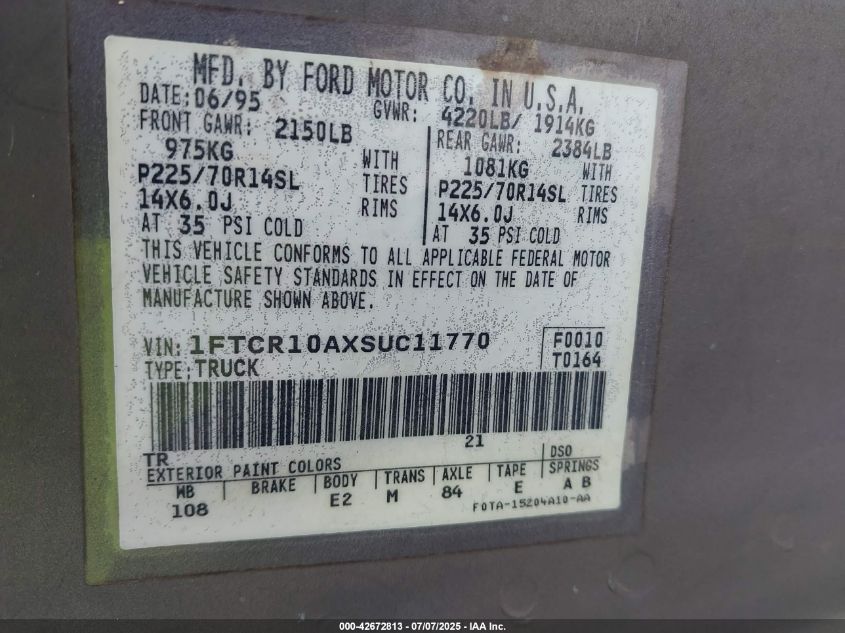 MFD. BY FORD MOTOR CO. IN U.S.A.
DATE: 06/95 GVWR: 4220LB/ 1914KG
FRONT GAWR: 2150LB REAR GAWR: 2384LB
975KG WITH 1081KG WITH
P225/70R14SL TIRES P225/70R14SL TIRES
14X6.0J RIMS 14X6.0J RIMS
AT 35 PSI COLD AT 35 PSI COLD
THIS VEHICLE CONFORMS TO ALL APPLICABLE FEDERAL MOTOR
VEHICLE SAFETY STANDARDS IN EFFECT ON THE DATE OF
MANUFACTURE SHOWN ABOVE.
VIN: 1FTCR10AXSUC11770 F0010
TYPE: TRUCK T0164
21
TR DSO
EXTERIOR PAINT COLORS
WB BRAKE BODY TRANS AXLE TAPE SPRINGS
108 E2 M 84 E A B
F0TA-15204A10-AA
000-42672813 - 07/07/2025 - IAA Inc.